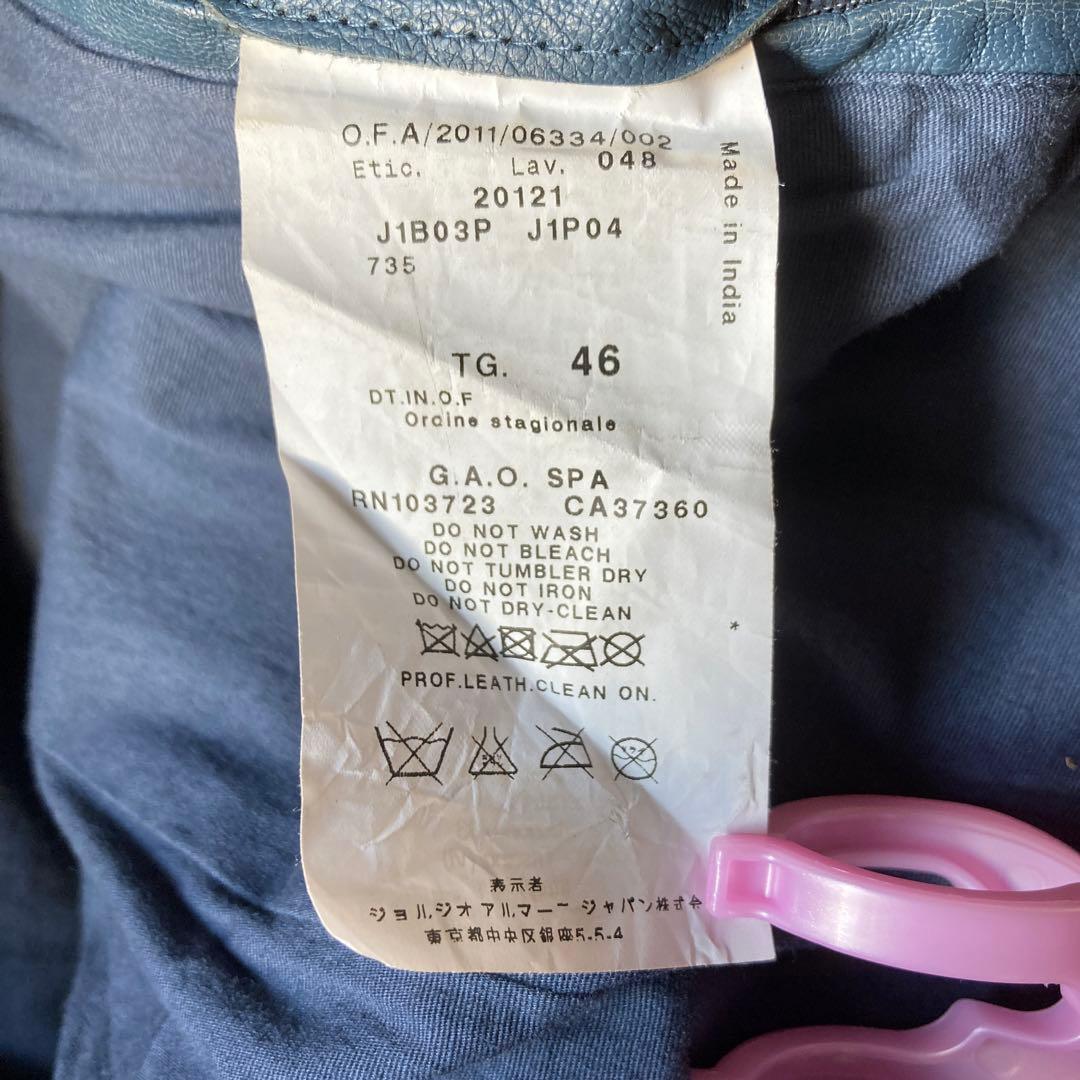 O.F.A/2011/06334/002
Etic. Lav. 048
20121
J1B03P J1P04
735
Made in India
TG. 46
DT.IN.O.F
Ordine stagionale
G.A.O. SPA
RN103723 CA37360
DO NOT WASH
DO NOT BLEACH
DO NOT TUMBLER DRY
DO NOT IRON
DO NOT DRY-CLEAN
*
PROF.LEATH.CLEAN ON.
表示者
ジョルジオアルマーニ ジャパン株式会
東京都中央区銀座5-5-4